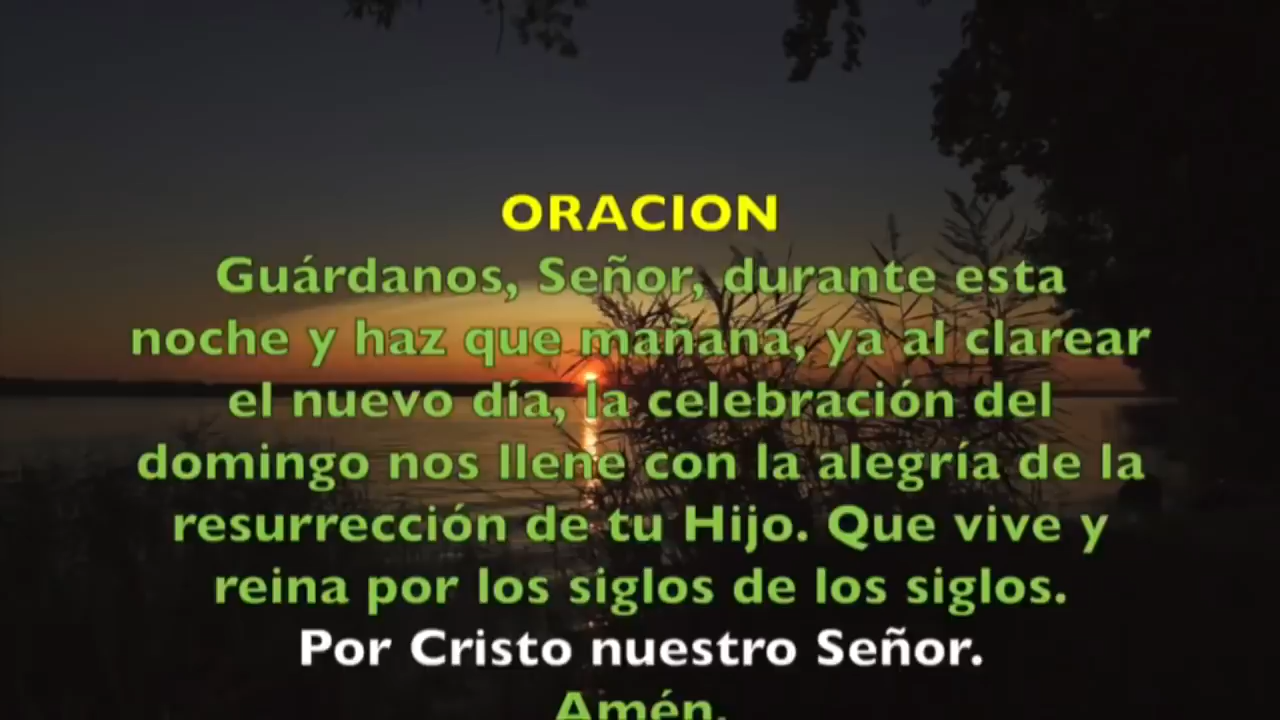 ORACION
Guárdanos, Señor, durante esta
noche y haz que mañana, ya al clarear
el nuevo día, la celebración del
domingo nos llene con la alegría de la
resurrección de tu Hijo. Que vive y
reina por los siglos de los siglos.
Por Cristo nuestro Señor.
Amén.